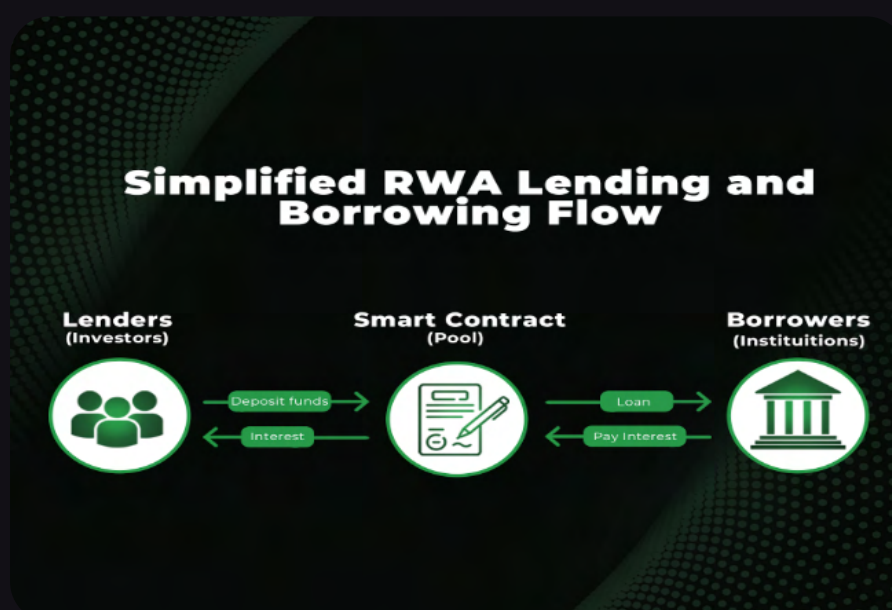 Simplified RWA Lending and
Borrowing Flow
Lenders
(Investors)
Smart Contract
(Pool)
Borrowers
(Instituitions)
Deposit funds
Interest
Loan
Pay Interest